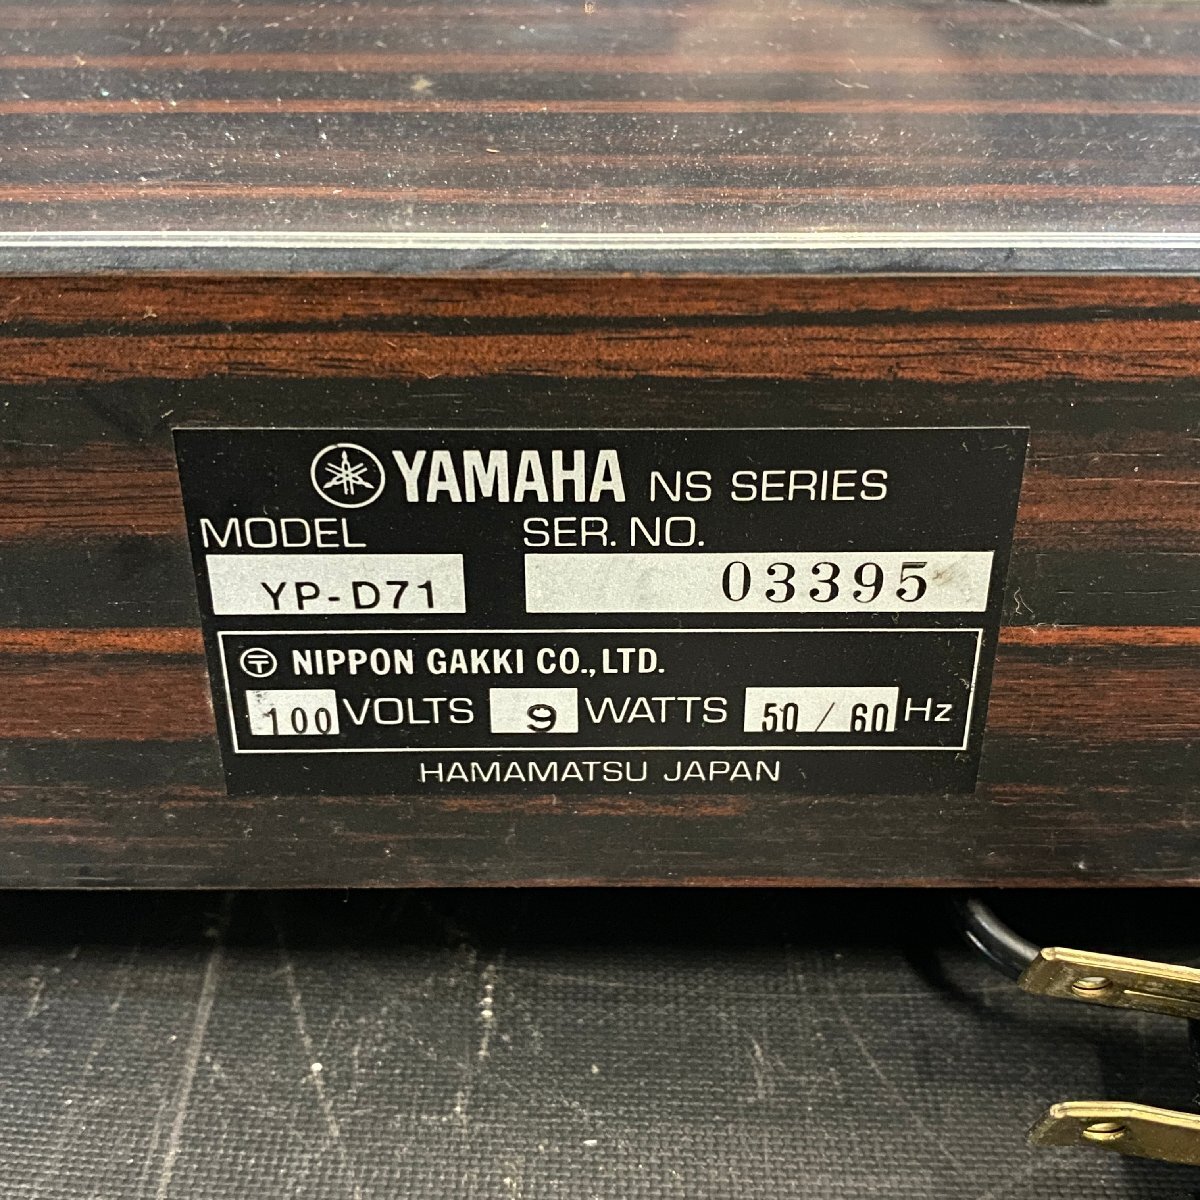 YAMAHA NS SERIES
MODEL SER. NO.
YP-D71 03395
〒 NIPPON GAKKI CO., LTD.
100 VOLTS 9 WATTS 50 / 60 Hz
HAMAMATSU JAPAN